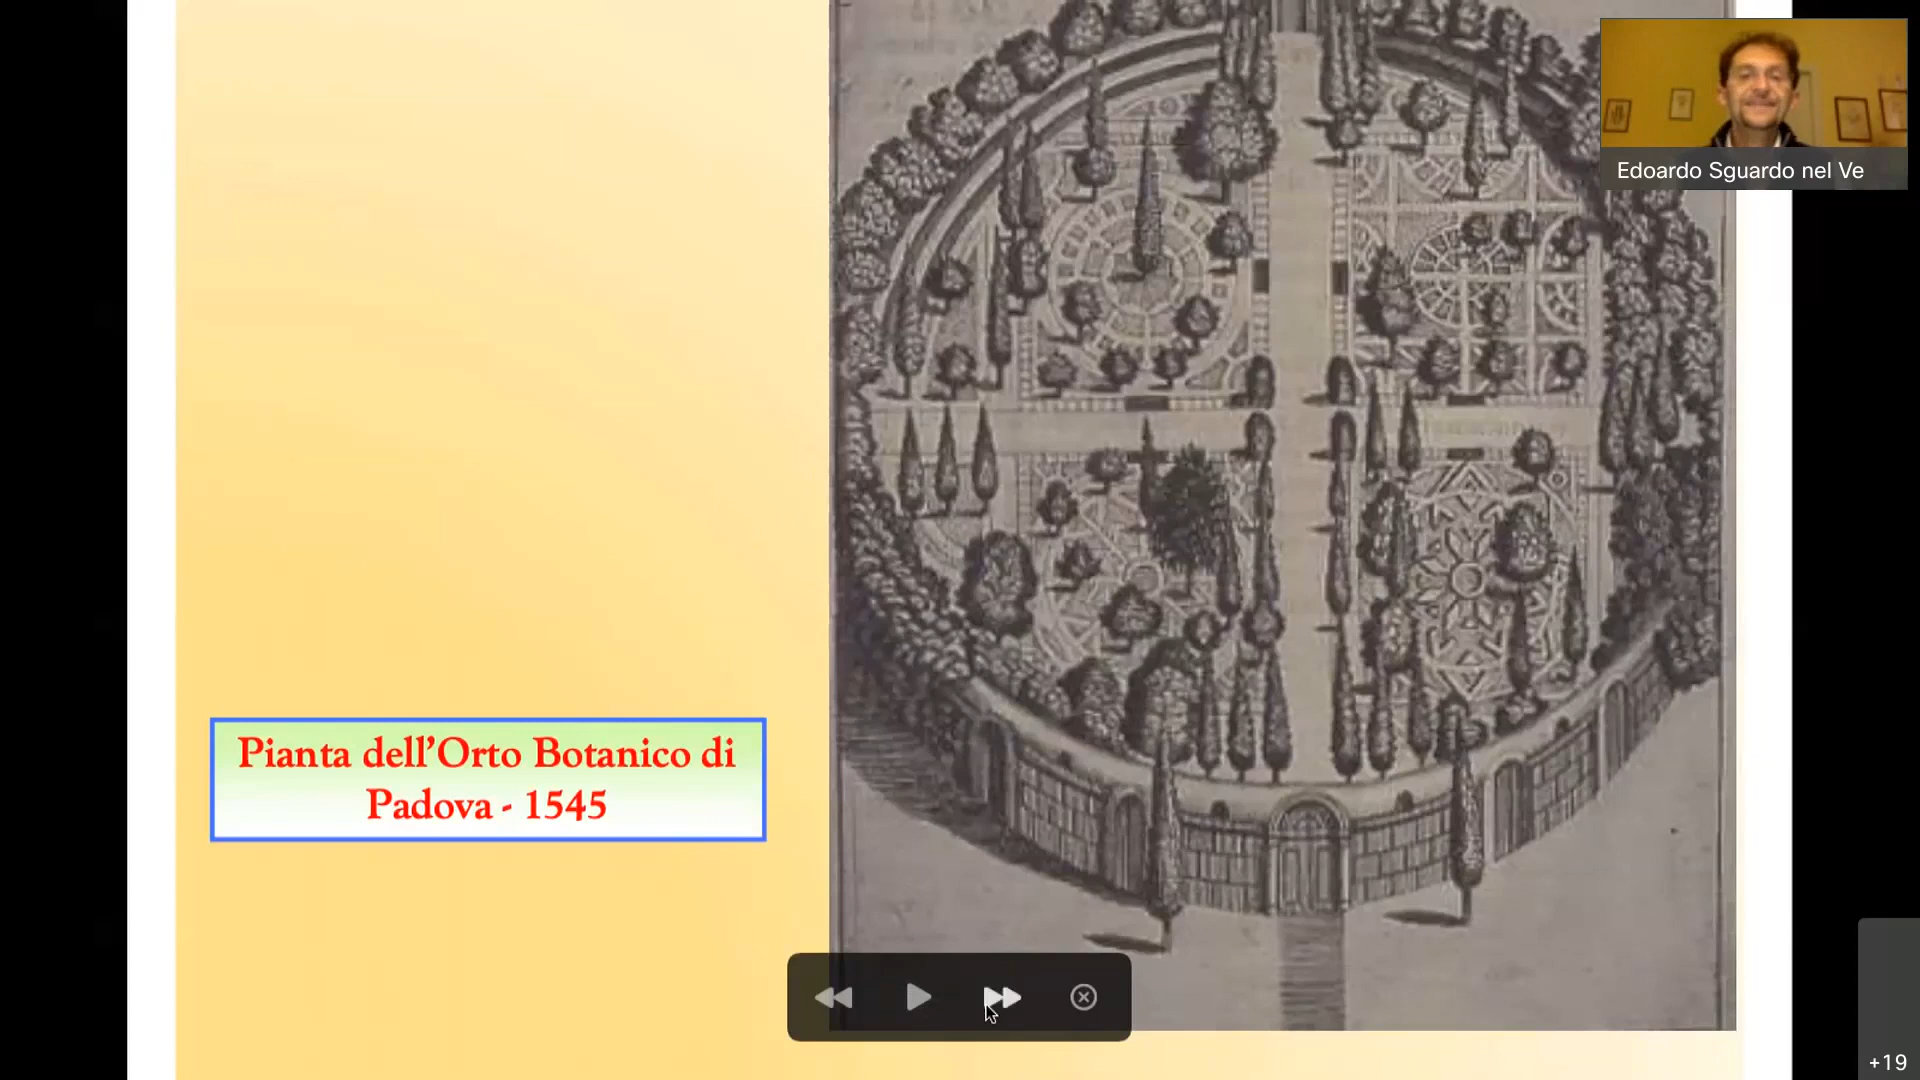 Edoardo Sguardo nel Ve
Pianta dell’Orto Botanico di
Padova - 1545
+19